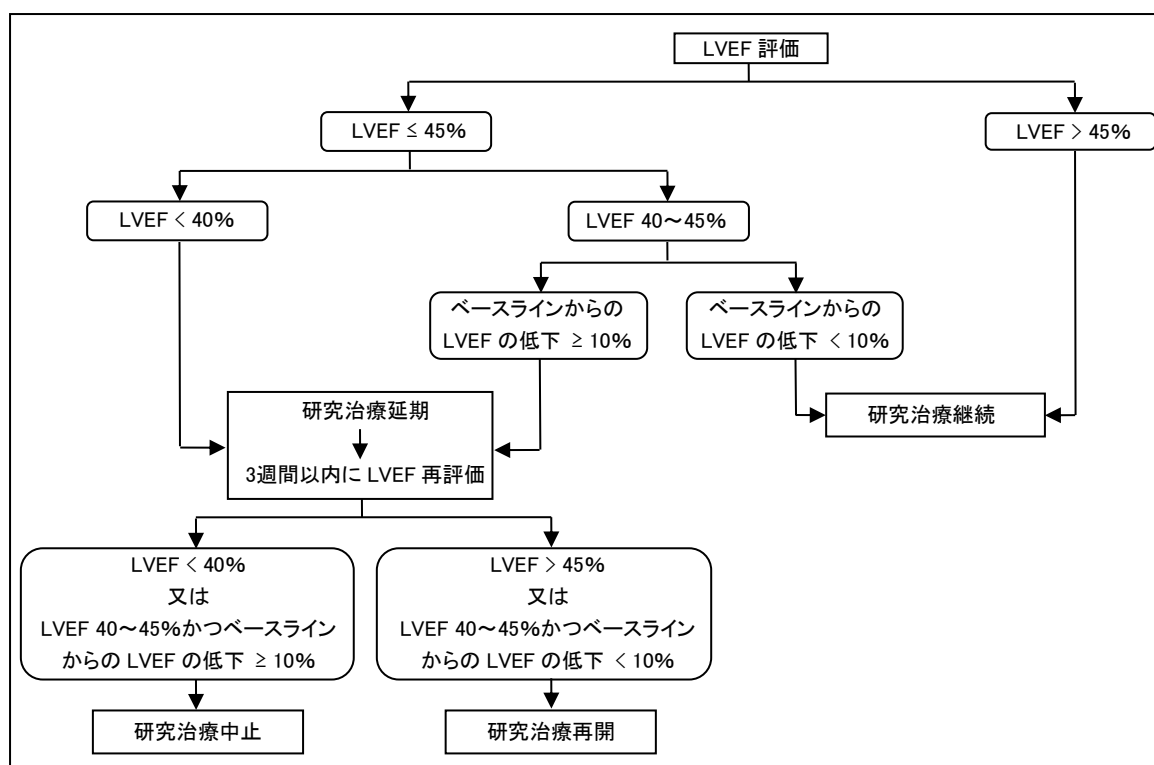 LVEF 評価
LVEF ≤ 45%
LVEF > 45%
LVEF < 40%
LVEF 40～45%
ベースラインからの
LVEF の低下 ≥ 10%
ベースラインからの
LVEF の低下 < 10%
研究治療延期
3週間以内に LVEF 再評価
研究治療継続
LVEF < 40%
又は
LVEF 40～45%かつベースライン
からの LVEF の低下 ≥ 10%
LVEF > 45%
又は
LVEF 40～45%かつベースライン
からの LVEF の低下 < 10%
研究治療中止
研究治療再開